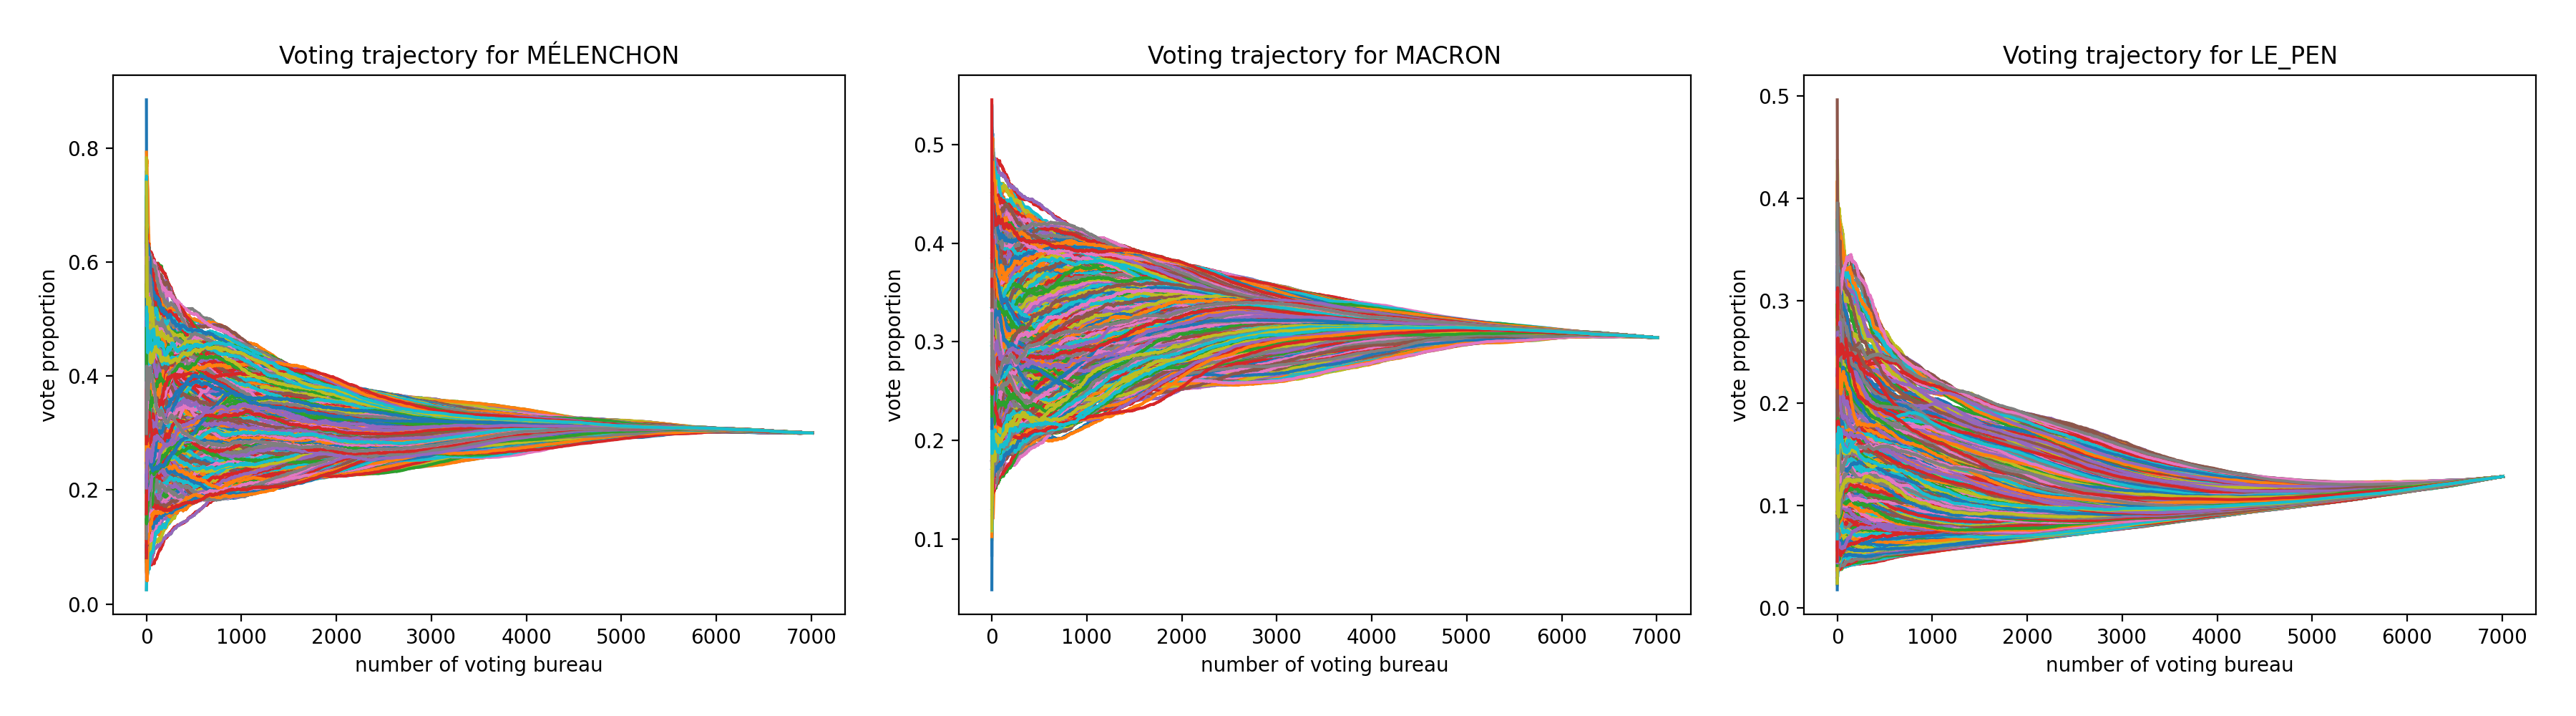 Voting trajectory for MÉLENCHON
vote proportion
0.8
0.6
0.4
0.2
0.0
0 1000 2000 3000 4000 5000 6000 7000
number of voting bureau
Voting trajectory for MACRON
vote proportion
0.5
0.4
0.3
0.2
0.1
0 1000 2000 3000 4000 5000 6000 7000
number of voting bureau
Voting trajectory for LE_PEN
vote proportion
0.5
0.4
0.3
0.2
0.1
0.0
0 1000 2000 3000 4000 5000 6000 7000
number of voting bureau